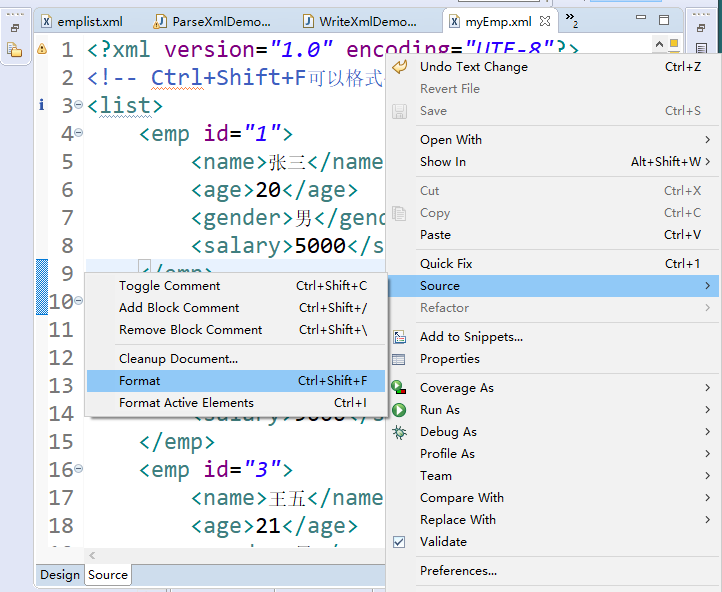 emplist.xml
ParseXmlDemo...
WriteXmlDemo...
myEmp.xml
»2
1 <?xml version="1.0" encoding="UTF-8"?>
2 <!-- Ctrl+Shift+F可以格式
3 <list>
4 <emp id="1">
5 <name>张三</name
6 <age>20</age>
7 <gender>男</gend
8 <salary>5000</s
9 </emp>
10
11
12
13
14 <salary>9000</s
15 </emp>
16 <emp id="3">
17 <name>王五</name
18 <age>21</age>
Design
Source
Undo Text Change Ctrl+Z
Revert File
Save Ctrl+S
Open With
Show In Alt+Shift+W
Cut Ctrl+X
Copy Ctrl+C
Paste Ctrl+V
Quick Fix Ctrl+1
Source
Refactor
Add to Snippets...
Properties
Coverage As
Run As
Debug As
Profile As
Team
Compare With
Replace With
Validate
Preferences...
Toggle Comment Ctrl+Shift+C
Add Block Comment Ctrl+Shift+/
Remove Block Comment Ctrl+Shift+\
Cleanup Document...
Format Ctrl+Shift+F
Format Active Elements Ctrl+I